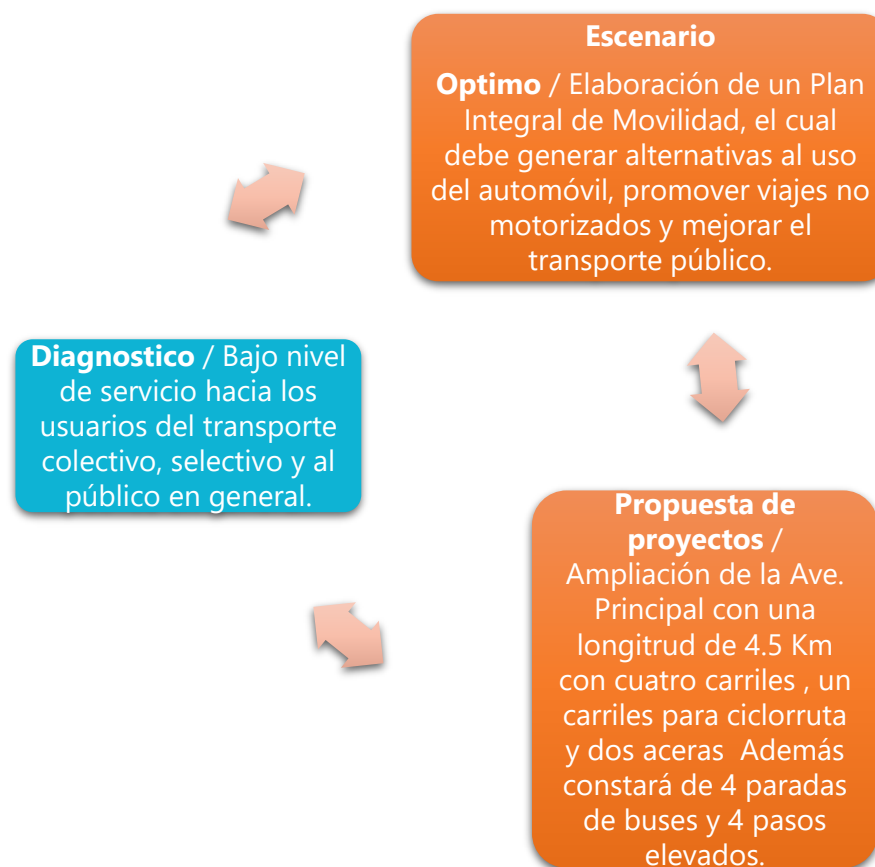 Escenario
Optimo / Elaboración de un Plan
Integral de Movilidad, el cual
debe generar alternativas al uso
del automóvil, promover viajes no
motorizados y mejorar el
transporte público.
Diagnostico / Bajo nivel
de servicio hacia los
usuarios del transporte
colectivo, selectivo y al
público en general.
Propuesta de
proyectos /
Ampliación de la Ave.
Principal con una
longitrud de 4.5 Km
con cuatro carriles , un
carriles para ciclorruta
y dos aceras Además
constará de 4 paradas
de buses y 4 pasos
elevados.